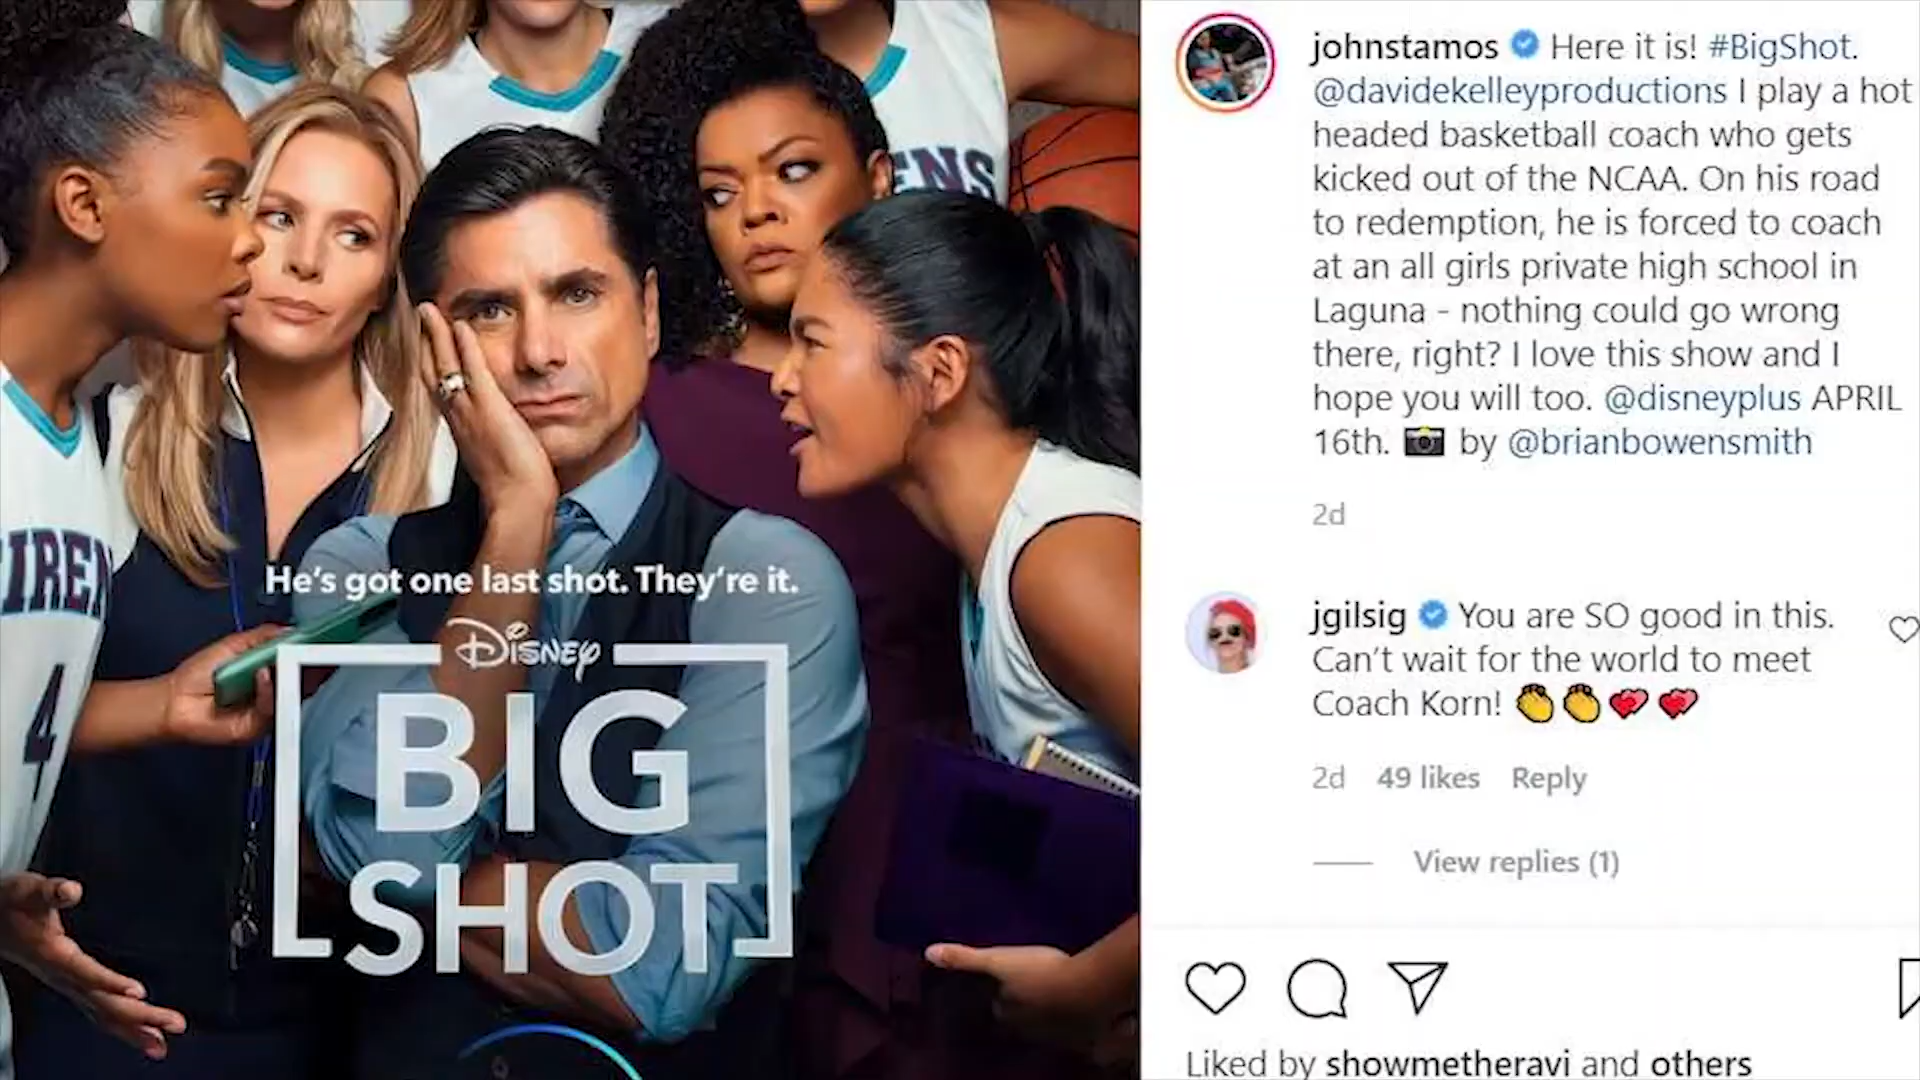 ENS
IREN
4
He's got one last shot. They're it.
Disney
BIG
SHOT
johnstamos Here it is! #BigShot.
@davidekelleyproductions I play a hot
headed basketball coach who gets
kicked out of the NCAA. On his road
to redemption, he is forced to coach
at an all girls private high school in
Laguna - nothing could go wrong
there, right? I love this show and I
hope you will too. @disneyplus APRIL
16th. 📷 by @brianbowensmith
2d
jgilsig You are SO good in this.
Can't wait for the world to meet
Coach Korn! 👏👏💕💕
2d 49 likes Reply
View replies (1)
Liked by showmetheravi and others